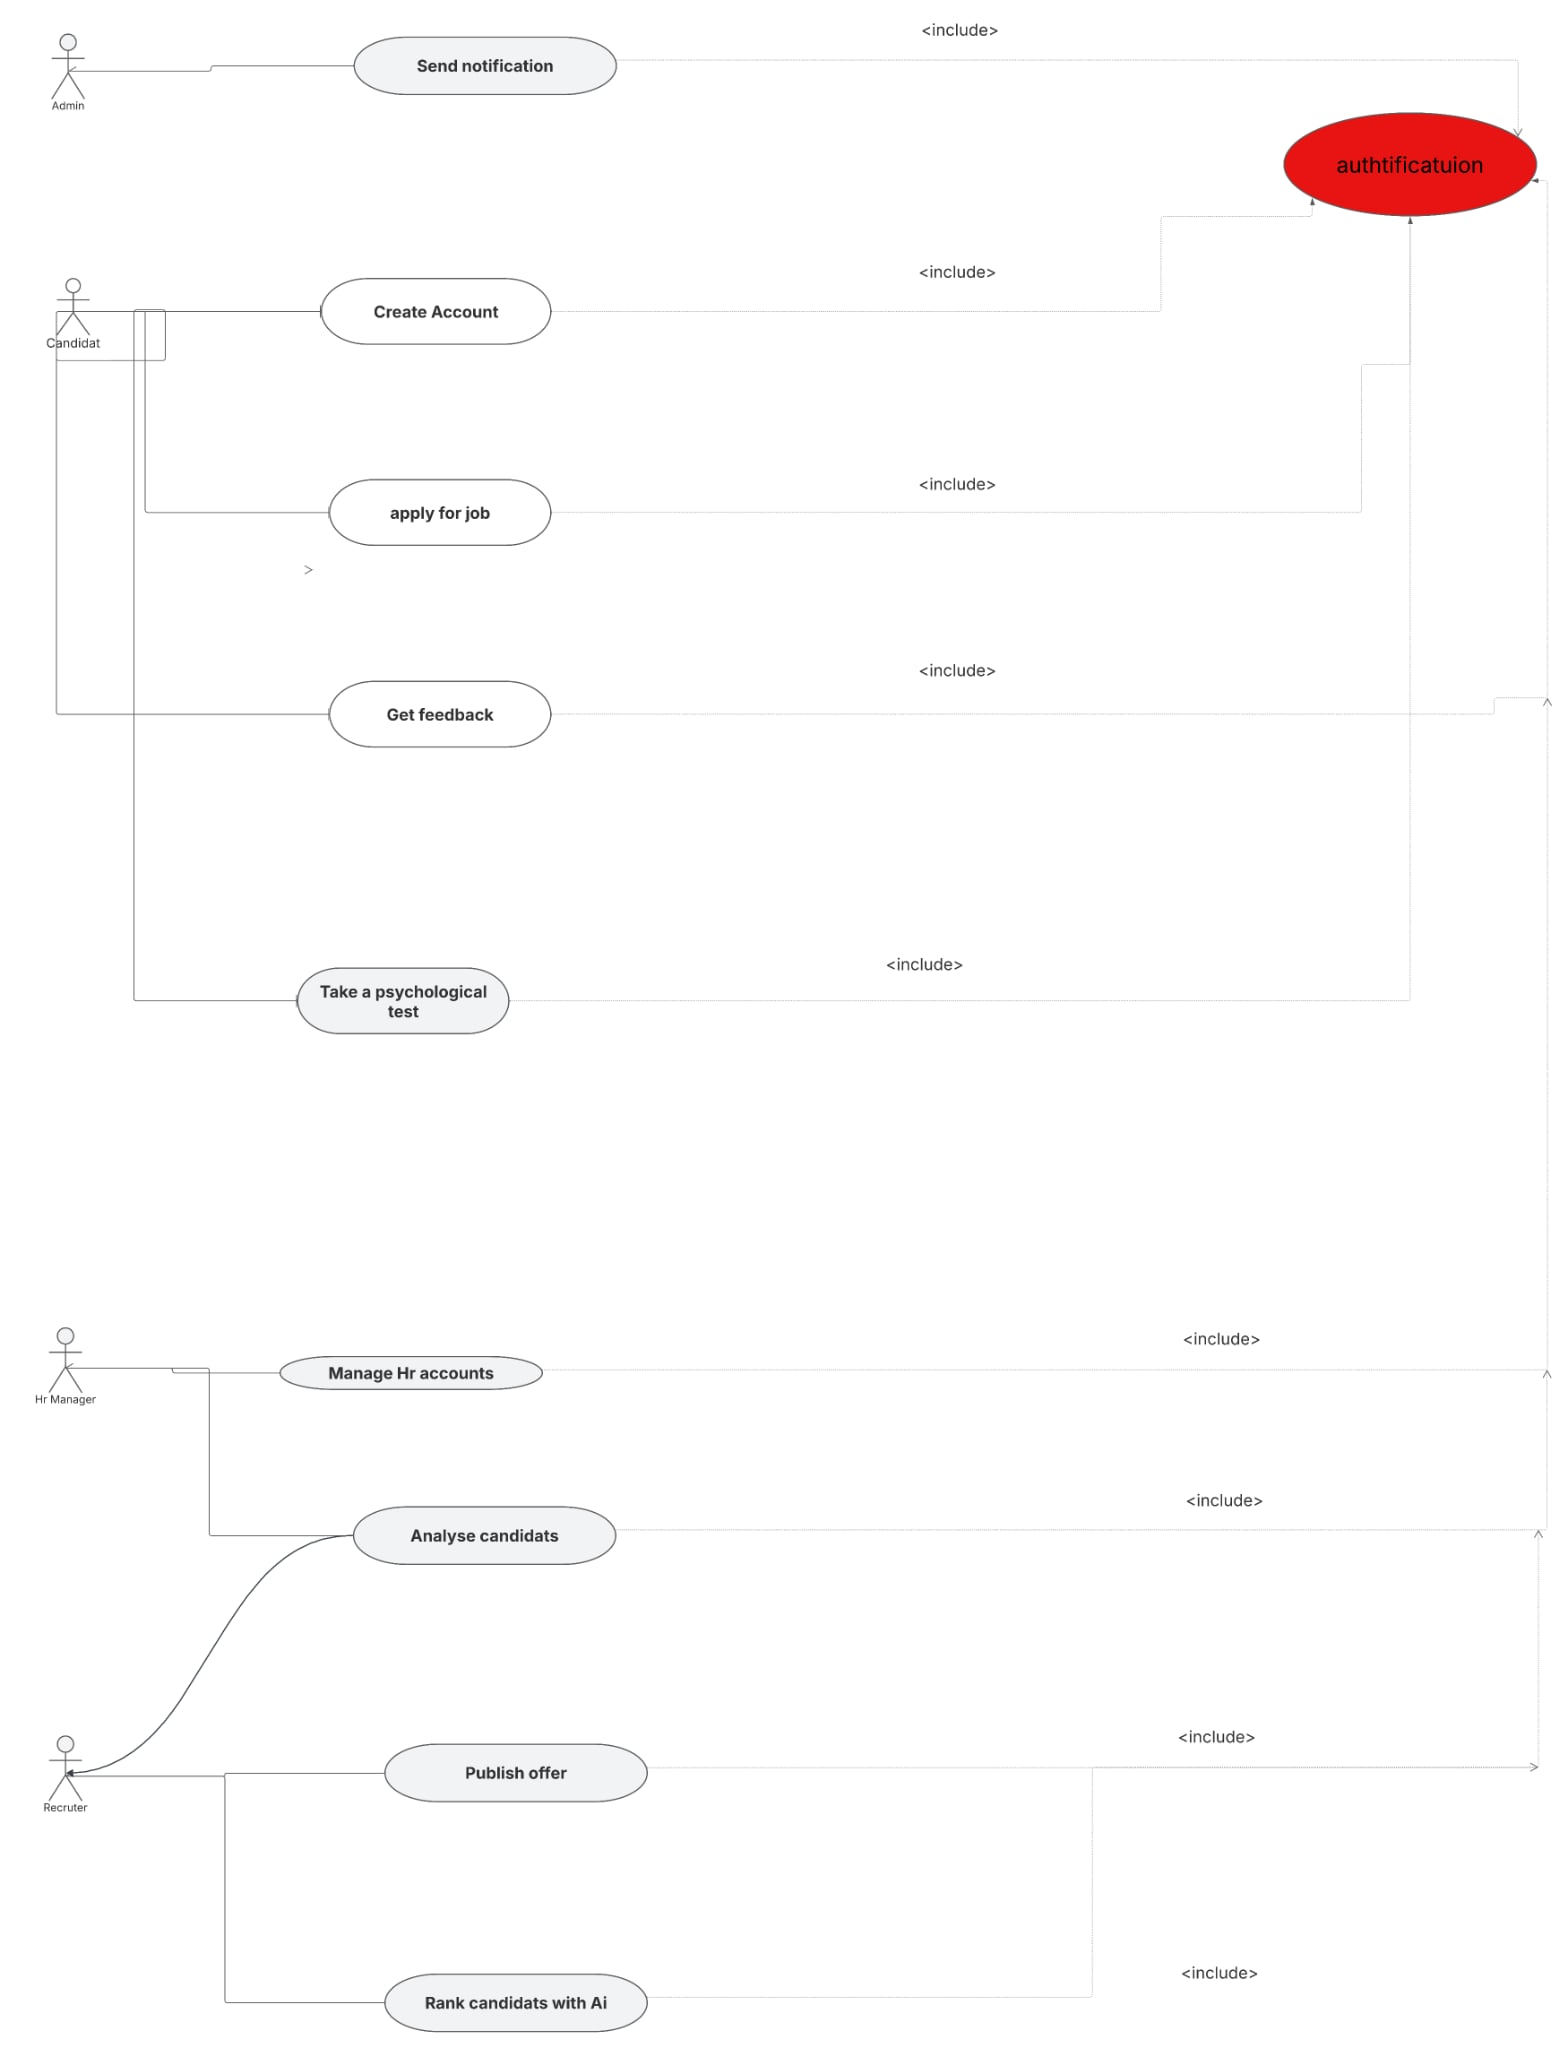 <include>
Send notification
Admin
authtificatuion
<include>
Create Account
Candidat
<include>
apply for job
>
<include>
Get feedback
<include>
Take a psychological
test
<include>
Manage Hr accounts
Hr Manager
<include>
Analyse candidats
<include>
Publish offer
Recruter
<include>
Rank candidats with Ai